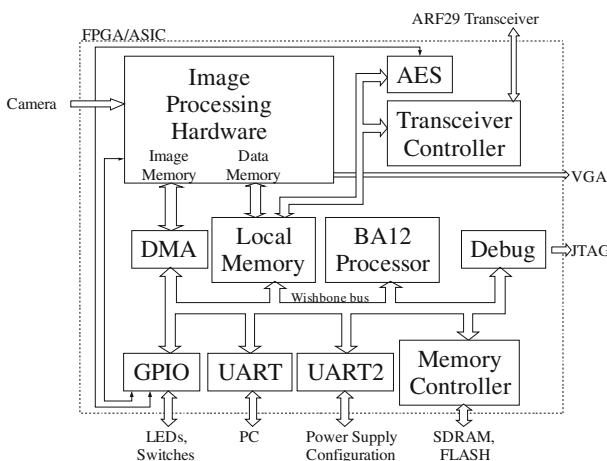 ARF29 Transceiver
FPGA/ASIC
Image
Processing
Hardware
Image
Memory
Data
Memory
AES
Camera
Transceiver
Controller
VGA
DMA
Local
Memory
BA12
Processor
Debug
JTAG
Wishbone bus
GPIO
UART
UART2
Memory
Controller
LEDs,
Switches
PC
Power Supply
Configuration
SDRAM,
FLASH